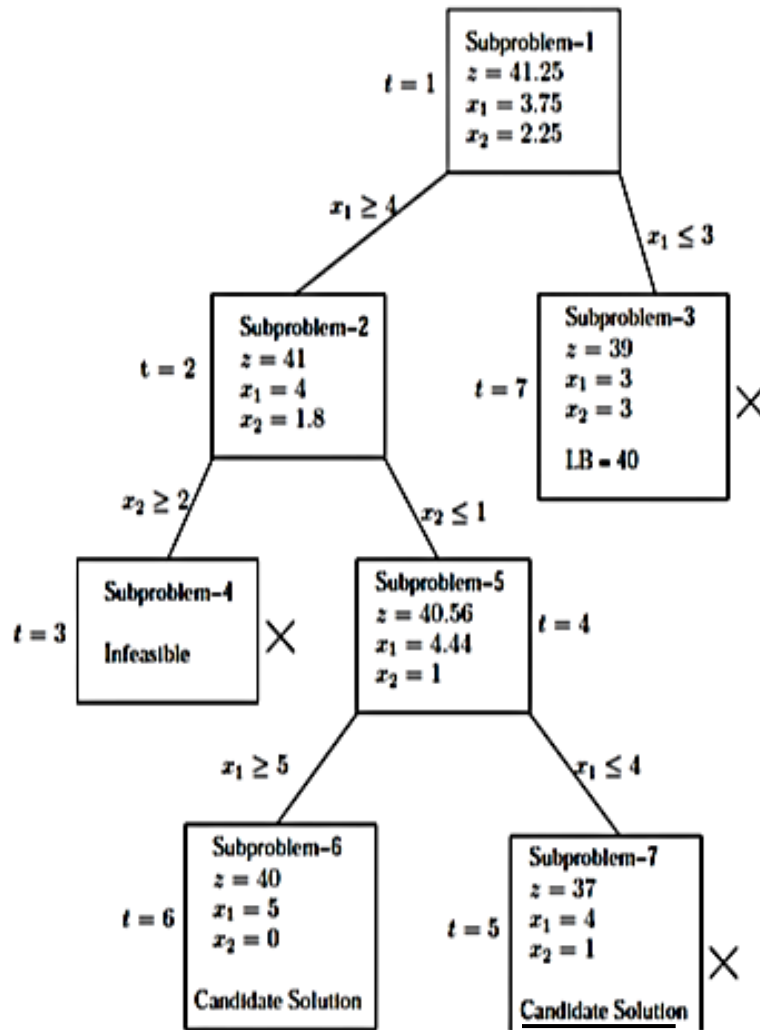 Subproblem-1
t = 1
z = 41.25
x₁ = 3.75
x₂ = 2.25
x₁ ≥ 4
x₁ ≤ 3
Subproblem-2
t = 2
z = 41
x₁ = 4
x₂ = 1.8
Subproblem-3
t = 7
z = 39
x₁ = 3
x₂ = 3
LB = 40
x₂ ≥ 2
x₂ ≤ 1
Subproblem-4
t = 3
Infeasible
Subproblem-5
z = 40.56
x₁ = 4.44
x₂ = 1
t = 4
x₁ ≥ 5
x₁ ≤ 4
Subproblem-6
t = 6
z = 40
x₁ = 5
x₂ = 0
Candidate Solution
Subproblem-7
t = 5
z = 37
x₁ = 4
x₂ = 1
Candidate Solution